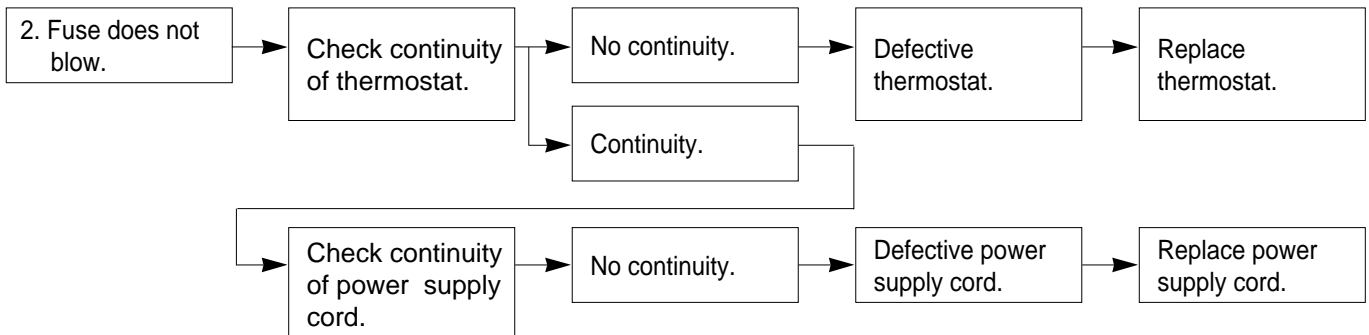 2. Fuse does not
blow.
Check continuity
of thermostat.
No continuity.
Defective
thermostat.
Replace
thermostat.
Continuity.
Check continuity
of power supply
cord.
No continuity.
Defective power
supply cord.
Replace power
supply cord.